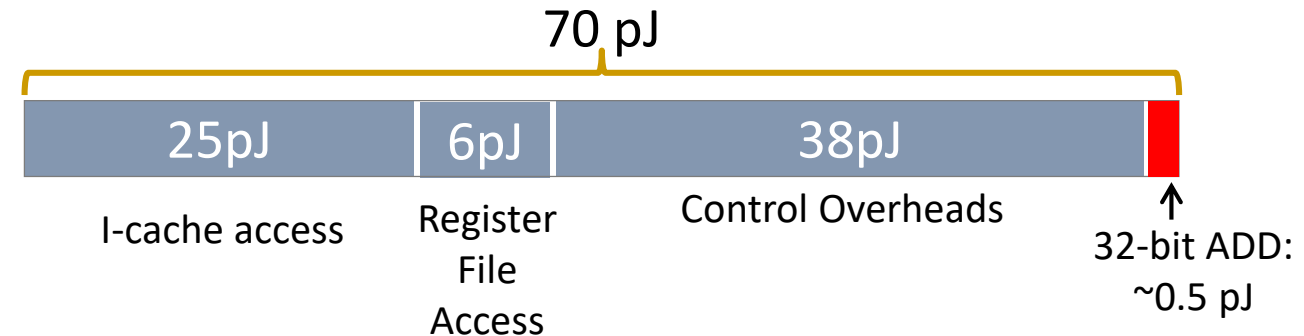 70 pJ
25pJ
6pJ
38pJ
I-cache access
Register
File
Access
Control Overheads
32-bit ADD:
~0.5 pJ